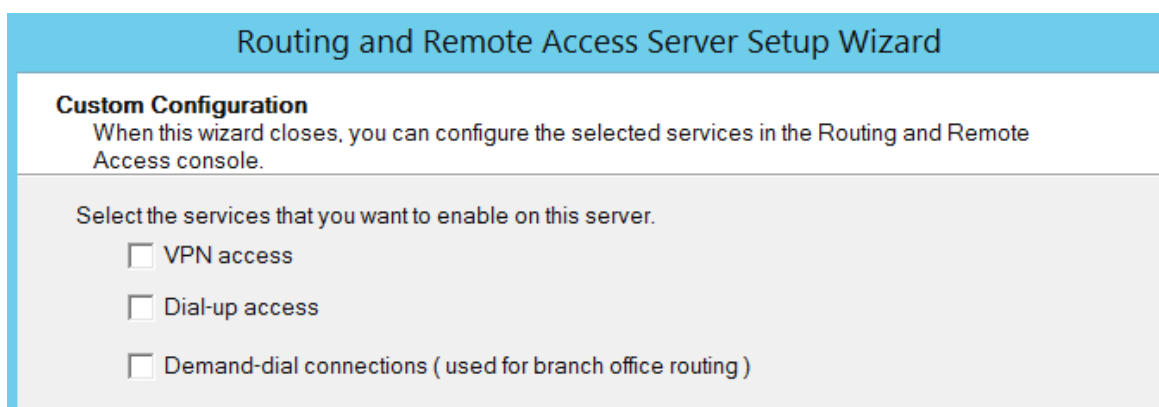 Routing and Remote Access Server Setup Wizard
Custom Configuration
When this wizard closes, you can configure the selected services in the Routing and Remote
Access console.
Select the services that you want to enable on this server.
VPN access
Dial-up access
Demand-dial connections ( used for branch office routing )